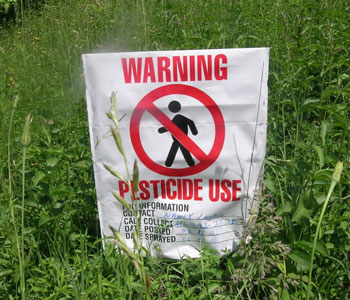 WARNING
PESTICIDE USE
INFORMATION
CONTACT
CALL COLLECT
DATE POSTED
DATE SPRAYED